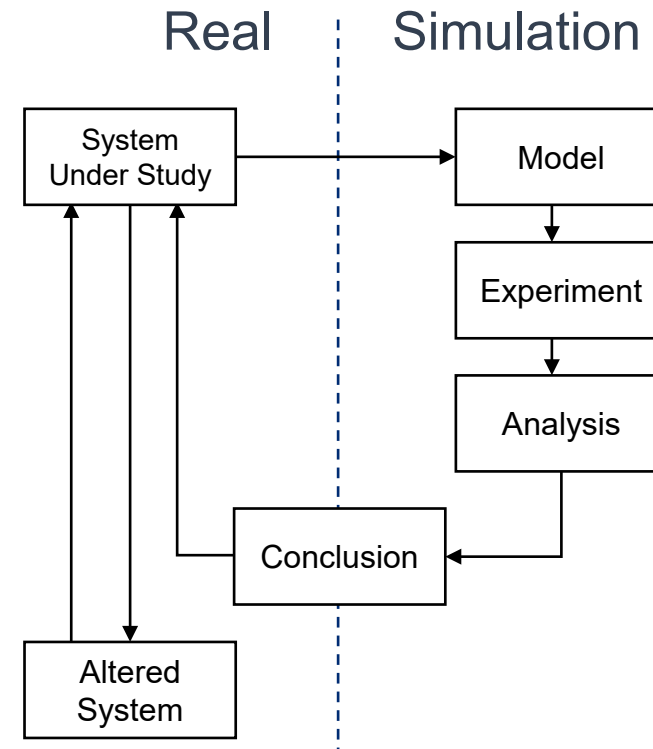 Real
Simulation
System
Under Study
Model
Experiment
Analysis
Conclusion
Altered
System